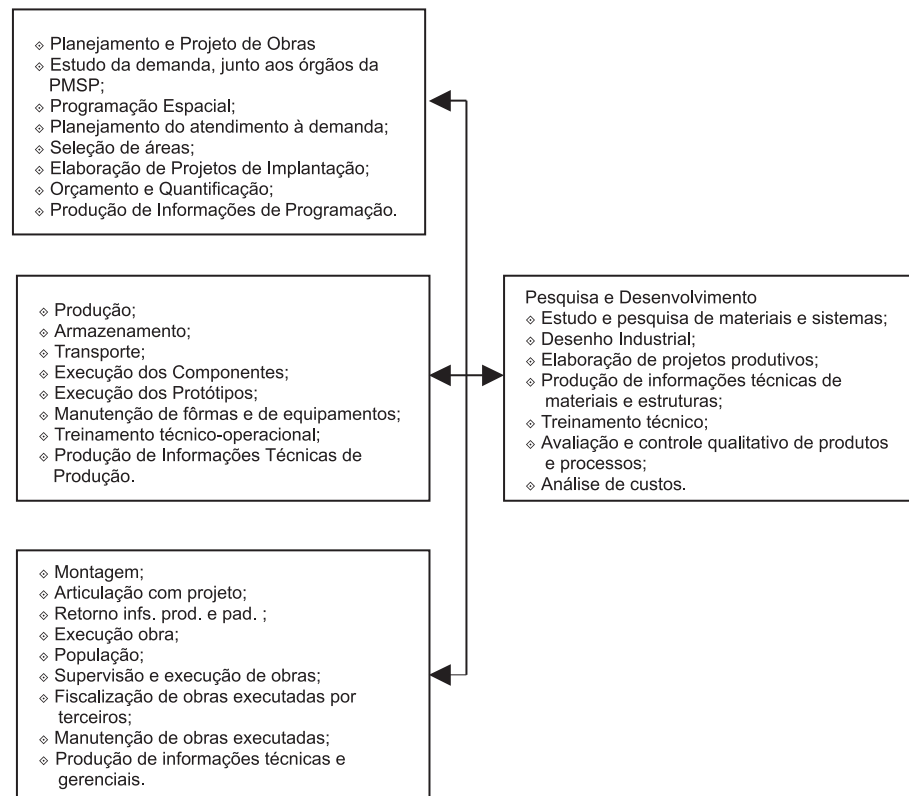 ⟐ Planejamento e Projeto de Obras
⟐ Estudo da demanda, junto aos órgãos da
PMSP;
⟐ Programação Espacial;
⟐ Planejamento do atendimento à demanda;
⟐ Seleção de áreas;
⟐ Elaboração de Projetos de Implantação;
⟐ Orçamento e Quantificação;
⟐ Produção de Informações de Programação.
⟐ Produção;
⟐ Armazenamento;
⟐ Transporte;
⟐ Execução dos Componentes;
⟐ Execução dos Protótipos;
⟐ Manutenção de fôrmas e de equipamentos;
⟐ Treinamento técnico-operacional;
⟐ Produção de Informações Técnicas de
Produção.
Pesquisa e Desenvolvimento
⟐ Estudo e pesquisa de materiais e sistemas;
⟐ Desenho Industrial;
⟐ Elaboração de projetos produtivos;
⟐ Produção de informações técnicas de
materiais e estruturas;
⟐ Treinamento técnico;
⟐ Avaliação e controle qualitativo de produtos
e processos;
⟐ Análise de custos.
⟐ Montagem;
⟐ Articulação com projeto;
⟐ Retorno infs. prod. e pad. ;
⟐ Execução obra;
⟐ População;
⟐ Supervisão e execução de obras;
⟐ Fiscalização de obras executadas por
terceiros;
⟐ Manutenção de obras executadas;
⟐ Produção de informações técnicas e
gerenciais.